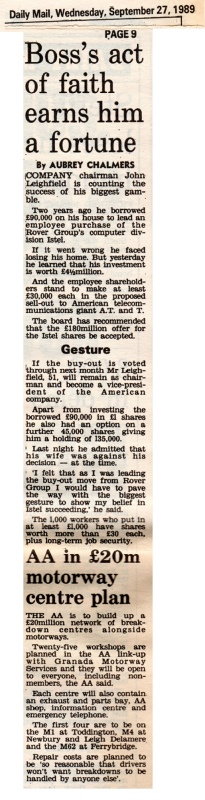 Daily Mail, Wednesday, September 27, 1989
PAGE 9
Boss's act
of faith
earns him
a fortune
By AUBREY CHALMERS
COMPANY chairman John
Leighfield is counting the
success of his biggest gam-
ble.
Two years ago he borrowed
£90,000 on his house to lead an
employee purchase of the
Rover Group's computer div-
ision Istel.
If it went wrong he faced
losing his home. But yesterday
he learned that his investment
is worth £4½million.
And the employee sharehold-
ers stand to make at least
£30,000 each in the proposed
sell-out to American telecom-
munications giant A.T. and T.
The board has recommended
that the £180million offer for
the Istel shares be accepted.
Gesture
If the buy-out is voted
through next month Mr Leigh-
field, 51, will remain as chair-
man and become a vice-presi-
dent of the American
company.
Apart from investing the
borrowed £90,000 in £1 shares
he also had an option on a
further 45,000 shares giving
him a holding of 135,000.
Last night he admitted that
his wife was against his
decision — at the time.
'I felt that as I was leading
the buy-out move from Rover
Group I would have to pave
the way with the biggest
gesture to show my belief in
Istel succeeding,' he said.
The 1,000 workers who put in
at least £1,000 have shares
worth more than £30 each,
plus long-term job security.
AA in £20m
motorway
centre plan
THE AA is to build up a
£20million network of break-
down centres alongside
motorways.
Twenty-five workshops are
planned in the AA link-up
with Granada Motorway
Services and they will be open
to everyone, including non-
members, the AA said.
Each centre will also contain
an exhaust and parts bay, AA
shop, information centre and
emergency telephone.
The first four are to be on
the M1 at Toddington, M4 at
Newbury and Leigh Delamere
and the M62 at Ferrybridge.
Repair costs are planned to
be 'so reasonable that drivers
won't want breakdowns to be
handled by anyone else'.